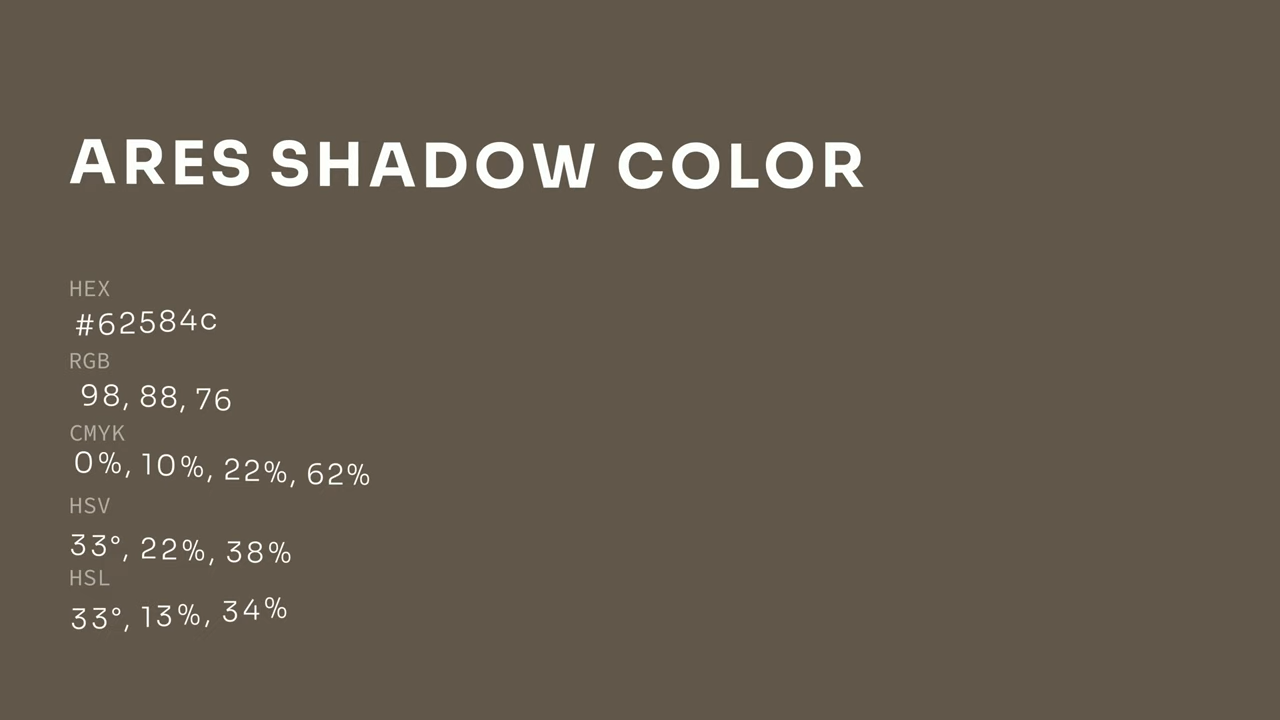 ARES SHADOW COLOR
HEX
#62584c
RGB
98, 88, 76
CMYK
0%, 10%, 22%, 62%
HSV
33°, 22%, 38%
HSL
33°, 13%, 34%